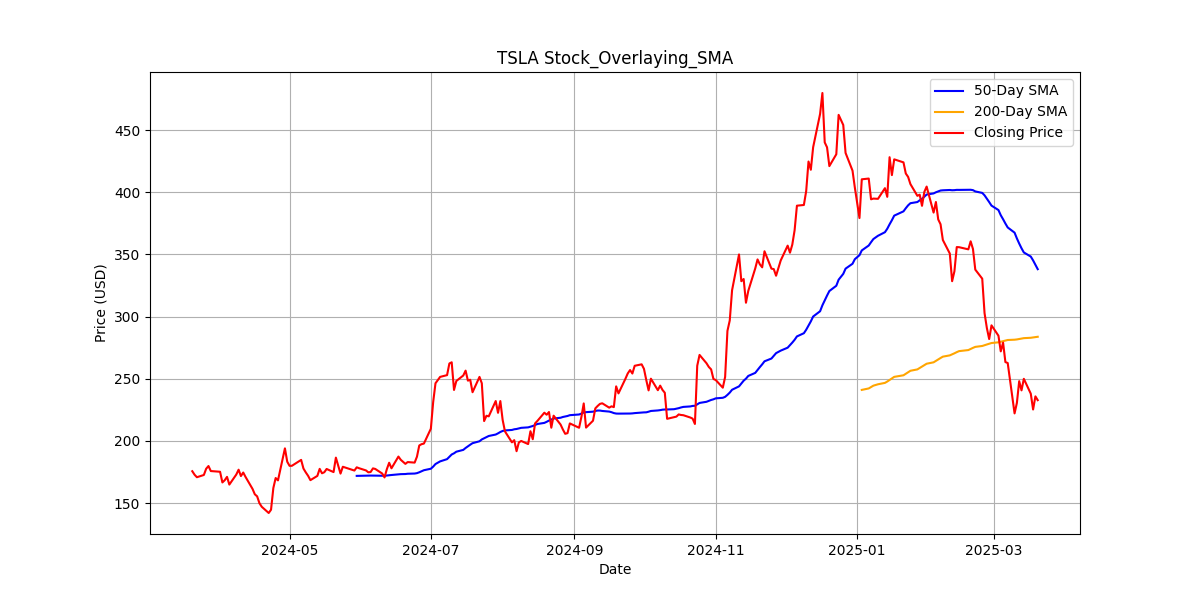 TSLA Stock_Overlaying_SMA
50-Day SMA
200-Day SMA
Closing Price
Price (USD)
450
400
350
300
250
200
150
2024-05
2024-07
2024-09
2024-11
2025-01
2025-03
Date